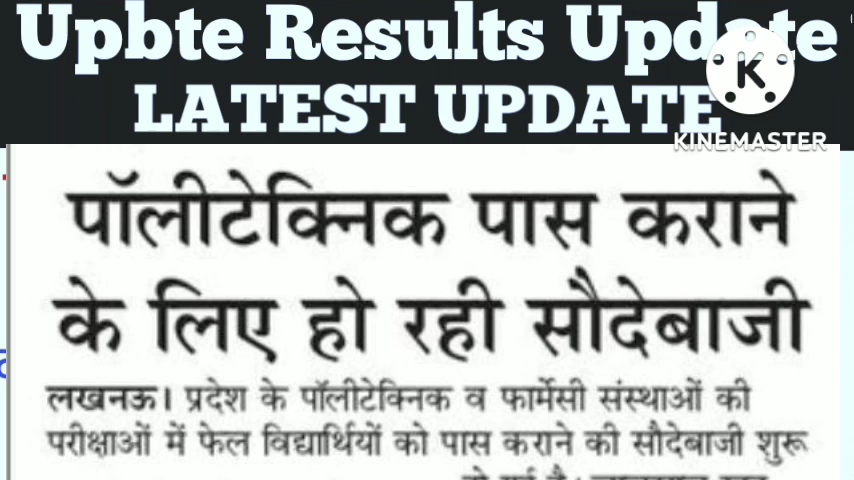 Upbte Results Update
LATEST UPDATE
KINEMASTER
पॉलीटेक्निक पास कराने
के लिए हो रही सौदेबाजी
लखनऊ। प्रदेश के पॉलीटेक्निक व फार्मेसी संस्थाओं की
परीक्षाओं में फेल विद्यार्थियों को पास कराने की सौदेबाजी शुरू